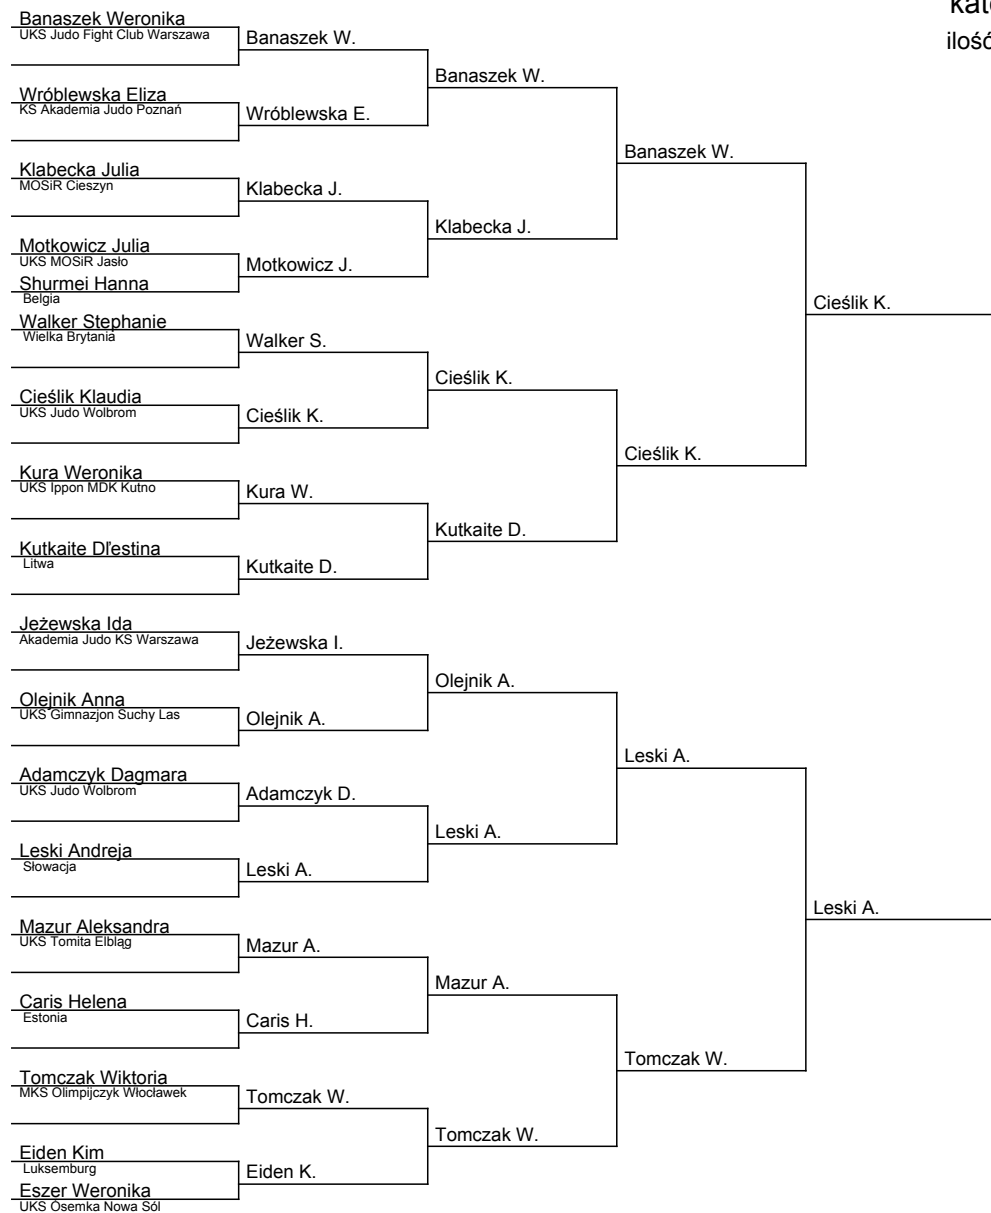 kat
ilość
Banaszek Weronika
UKS Judo Fight Club Warszawa
Wróblewska Eliza
KS Akademia Judo Poznań
Klabecka Julia
MOSiR Cieszyn
Motkowicz Julia
UKS MOSiR Jasło
Shurmei Hanna
Belgia
Walker Stephanie
Wielka Brytania
Cieślik Klaudia
UKS Judo Wolbrom
Kura Weronika
UKS Ippon MDK Kutno
Kutkaite Dľestina
Litwa
Jeżewska Ida
Akademia Judo KS Warszawa
Olejnik Anna
UKS Gimnazjon Suchy Las
Adamczyk Dagmara
UKS Judo Wolbrom
Leski Andreja
Słowacja
Mazur Aleksandra
UKS Tomita Elbląg
Caris Helena
Estonia
Tomczak Wiktoria
MKS Olimpijczyk Włocławek
Eiden Kim
Luksemburg
Eszer Weronika
UKS Ósemka Nowa Sól
Banaszek W.
Wróblewska E.
Klabecka J.
Motkowicz J.
Walker S.
Cieślik K.
Kura W.
Kutkaite D.
Jeżewska I.
Olejnik A.
Adamczyk D.
Leski A.
Mazur A.
Caris H.
Tomczak W.
Eiden K.
Banaszek W.
Klabecka J.
Cieślik K.
Kutkaite D.
Olejnik A.
Leski A.
Mazur A.
Tomczak W.
Banaszek W.
Cieślik K.
Leski A.
Tomczak W.
Cieślik K.
Leski A.